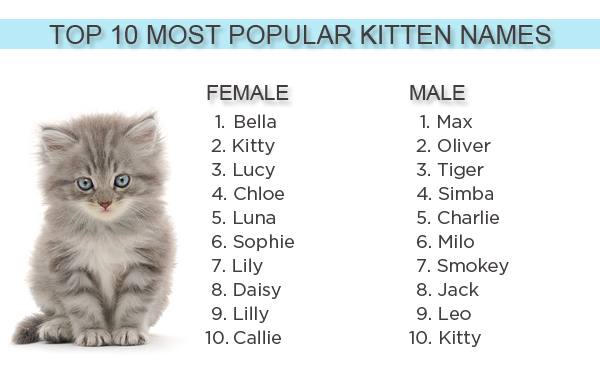 TOP 10 MOST POPULAR KITTEN NAMES
FEMALE
1. Bella
2. Kitty
3. Lucy
4. Chloe
5. Luna
6. Sophie
7. Lily
8. Daisy
9. Lilly
10. Callie
MALE
1. Max
2. Oliver
3. Tiger
4. Simba
5. Charlie
6. Milo
7. Smokey
8. Jack
9. Leo
10. Kitty